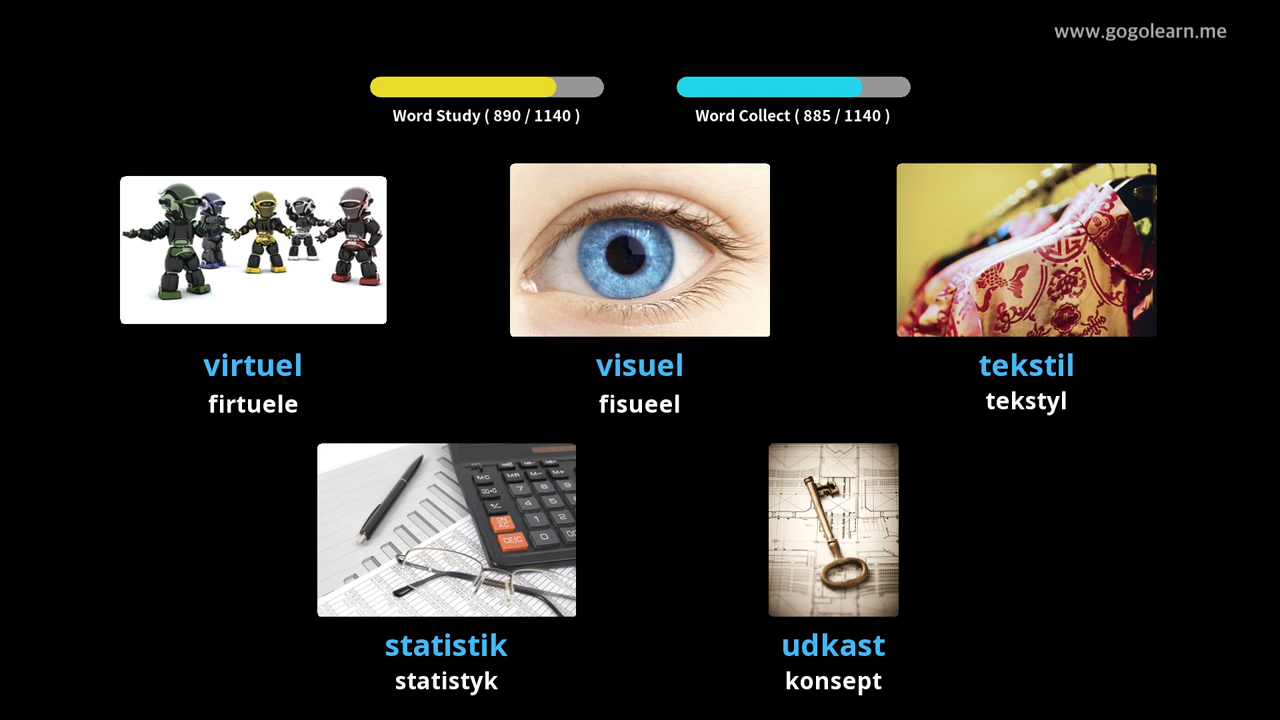 www.gogolearn.me
Word Study ( 890 / 1140 )
Word Collect ( 885 / 1140 )
virtuel
firtuele
visuel
fisueel
tekstil
tekstyl
statistik
statistyk
udkast
konsept